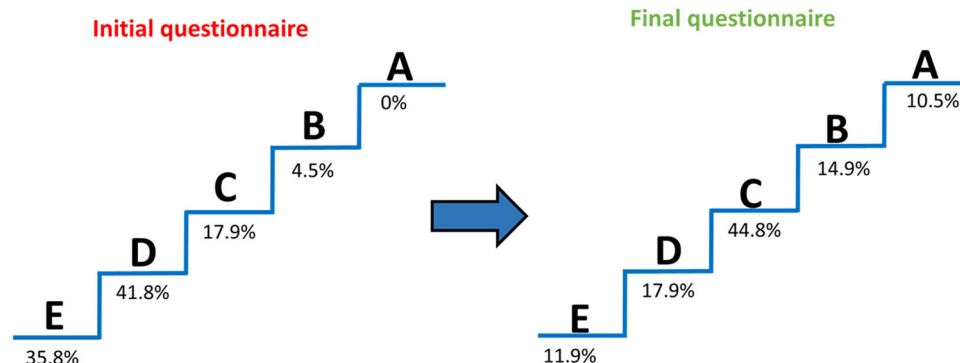 Initial questionnaire
A
0%
B
4.5%
C
17.9%
D
41.8%
E
35.8%
Final questionnaire
A
10.5%
B
14.9%
C
44.8%
D
17.9%
E
11.9%